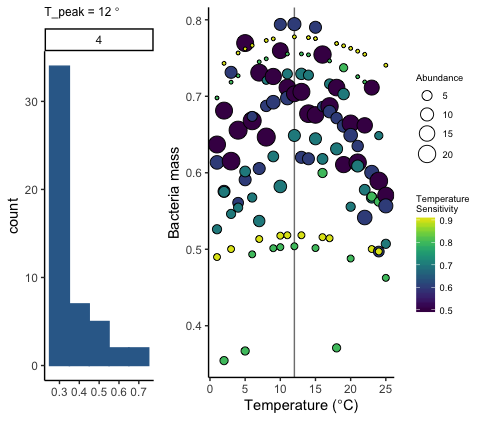 T_peak = 12 °
4
count
30
20
10
0
0.3 0.4 0.5 0.6 0.7
Bacteria mass
0.8
0.7
0.6
0.5
0.4
0 5 10 15 20 25
Temperature (°C)
Abundance
5
10
15
20
Temperature
Sensitivity
0.9
0.8
0.7
0.6
0.5